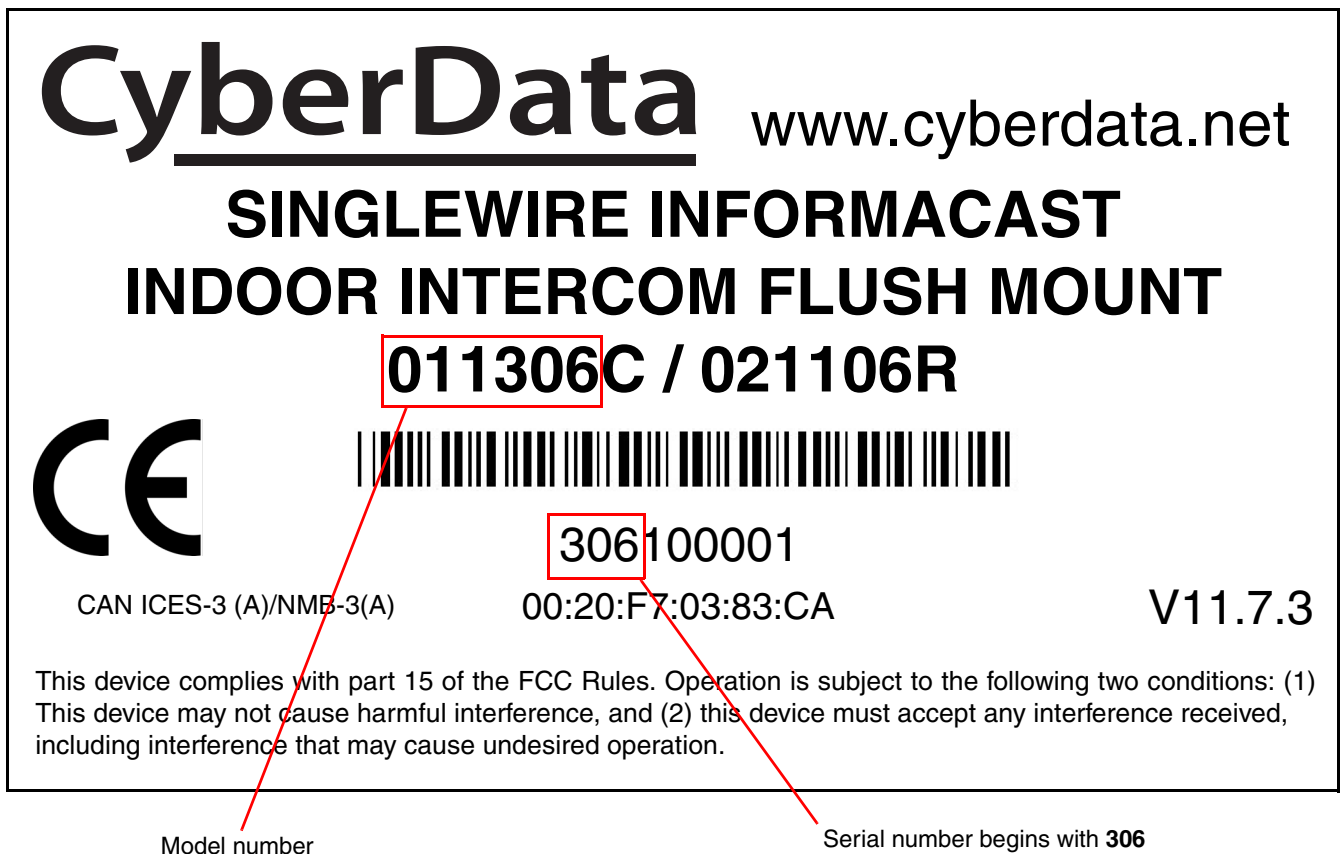 CyberData www.cyberdata.net
SINGLEWIRE INFORMACAST
INDOOR INTERCOM FLUSH MOUNT
011306C / 021106R
CE
306100001
CAN ICES-3 (A)/NMB-3(A) 00:20:F7:03:83:CA V11.7.3
This device complies with part 15 of the FCC Rules. Operation is subject to the following two conditions: (1)
This device may not cause harmful interference, and (2) this device must accept any interference received,
including interference that may cause undesired operation.
Model number Serial number begins with 306